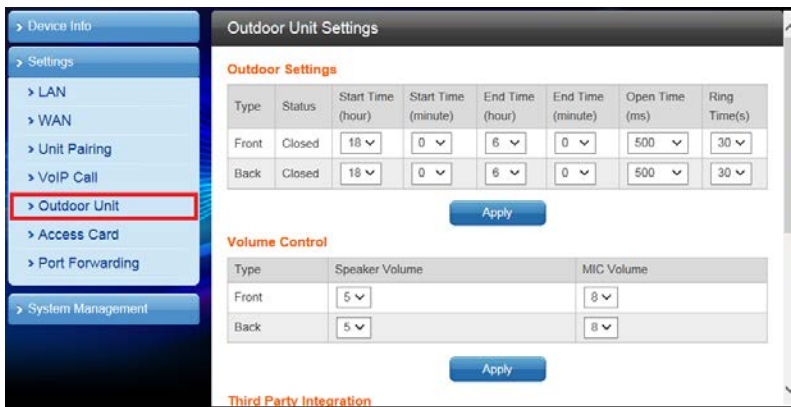 > Device Info
> Settings
> LAN
> WAN
> Unit Pairing
> VoIP Call
> Outdoor Unit
> Access Card
> Port Forwarding
> System Management
Outdoor Unit Settings
Outdoor Settings
Type Status Start Time (hour) Start Time (minute) End Time (hour) End Time (minute) Open Time (ms) Ring Time(s)
Front Closed 18 0 6 0 500 30
Back Closed 18 0 6 0 500 30
Apply
Volume Control
Type Speaker Volume MIC Volume
Front 5 8
Back 5 8
Apply
Third Party Integration